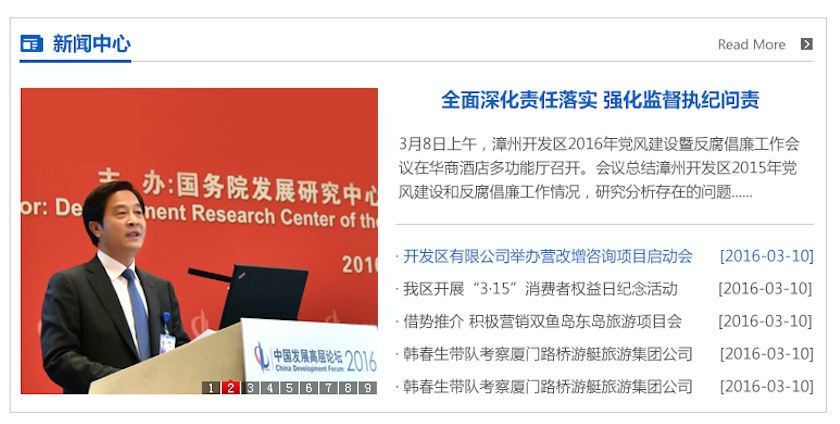 新闻中心
Read More
主 办:国务院发展研究中心
or: De opment Research Center of the
2016
中国发展高层论坛 2016
China Development Forum
1 2 3 4 5 6 7 8 9
全面深化责任落实 强化监督执纪问责
3月8日上午，漳州开发区2016年党风建设暨反腐倡廉工作会
议在华商酒店多功能厅召开。会议总结漳州开发区2015年党
风建设和反腐倡廉工作情况，研究分析存在的问题......
· 开发区有限公司举办营改增咨询项目启动会 [2016-03-10]
· 我区开展“3·15”消费者权益日纪念活动 [2016-03-10]
· 借势推介 积极营销双鱼岛东岛旅游项目会 [2016-03-10]
· 韩春生带队考察厦门路桥游艇旅游集团公司 [2016-03-10]
· 韩春生带队考察厦门路桥游艇旅游集团公司 [2016-03-10]